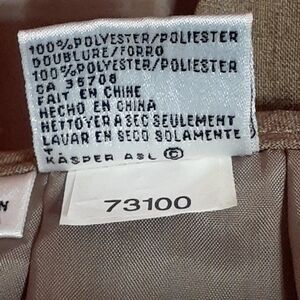 100%POLYESTER/POLIESTER
DOUBLURE/FORRO
100%POLYESTER/POLIESTER
CA 36708
FAIT EN CHINE
HECHO EN CHINA
NETTOYER A SEC SEULEMENT
LAVAR EN SECO SOLAMENTE
KASPER ASL ©
N
73100